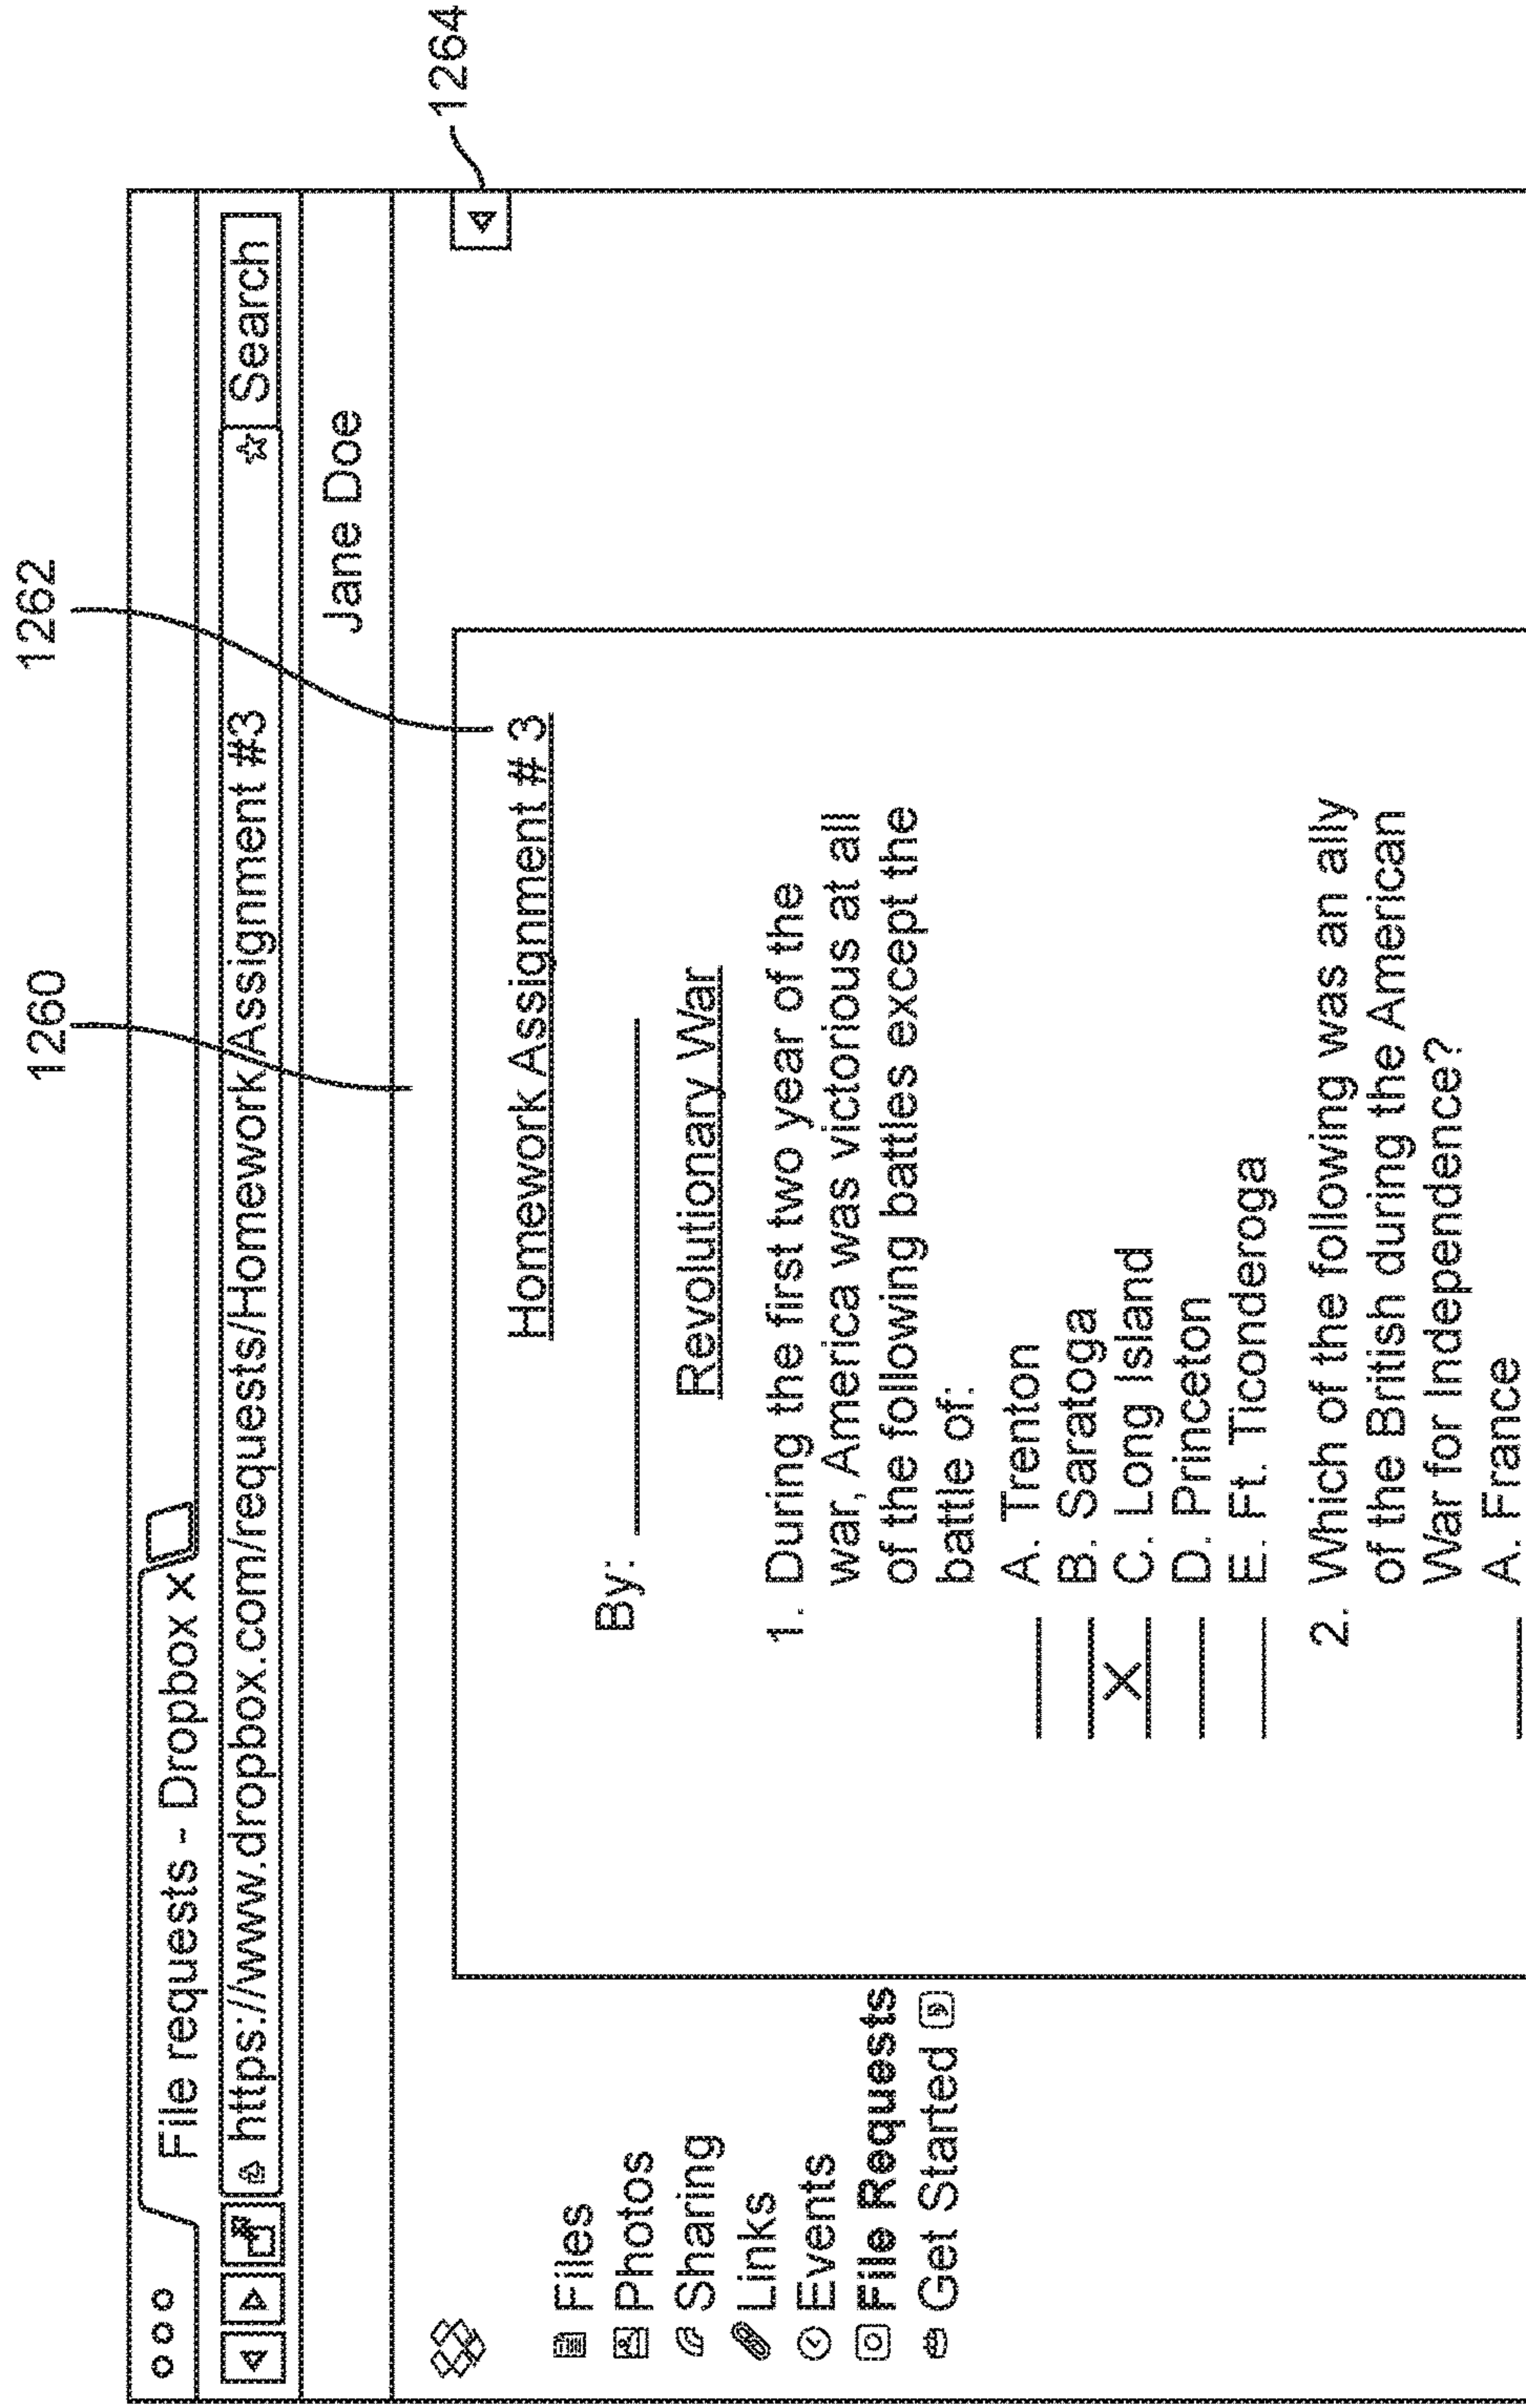 1260
1262
1264
File requests - Dropbox X
https://www.dropbox.com/requests/Homework/Assignment #3
Search
Jane Doe
Files
Photos
Sharing
Links
Events
File Requests
Get Started
Homework Assignment # 3
By:
Revolutionary War
1. During the first two year of the
war, America was victorious at all
of the following battles except the
battle of:
A. Trenton
B. Saratoga
X C. Long Island
D. Princeton
E. Ft. Ticonderoga
2. Which of the following was an ally
of the British during the American
War for Independence?
A. France